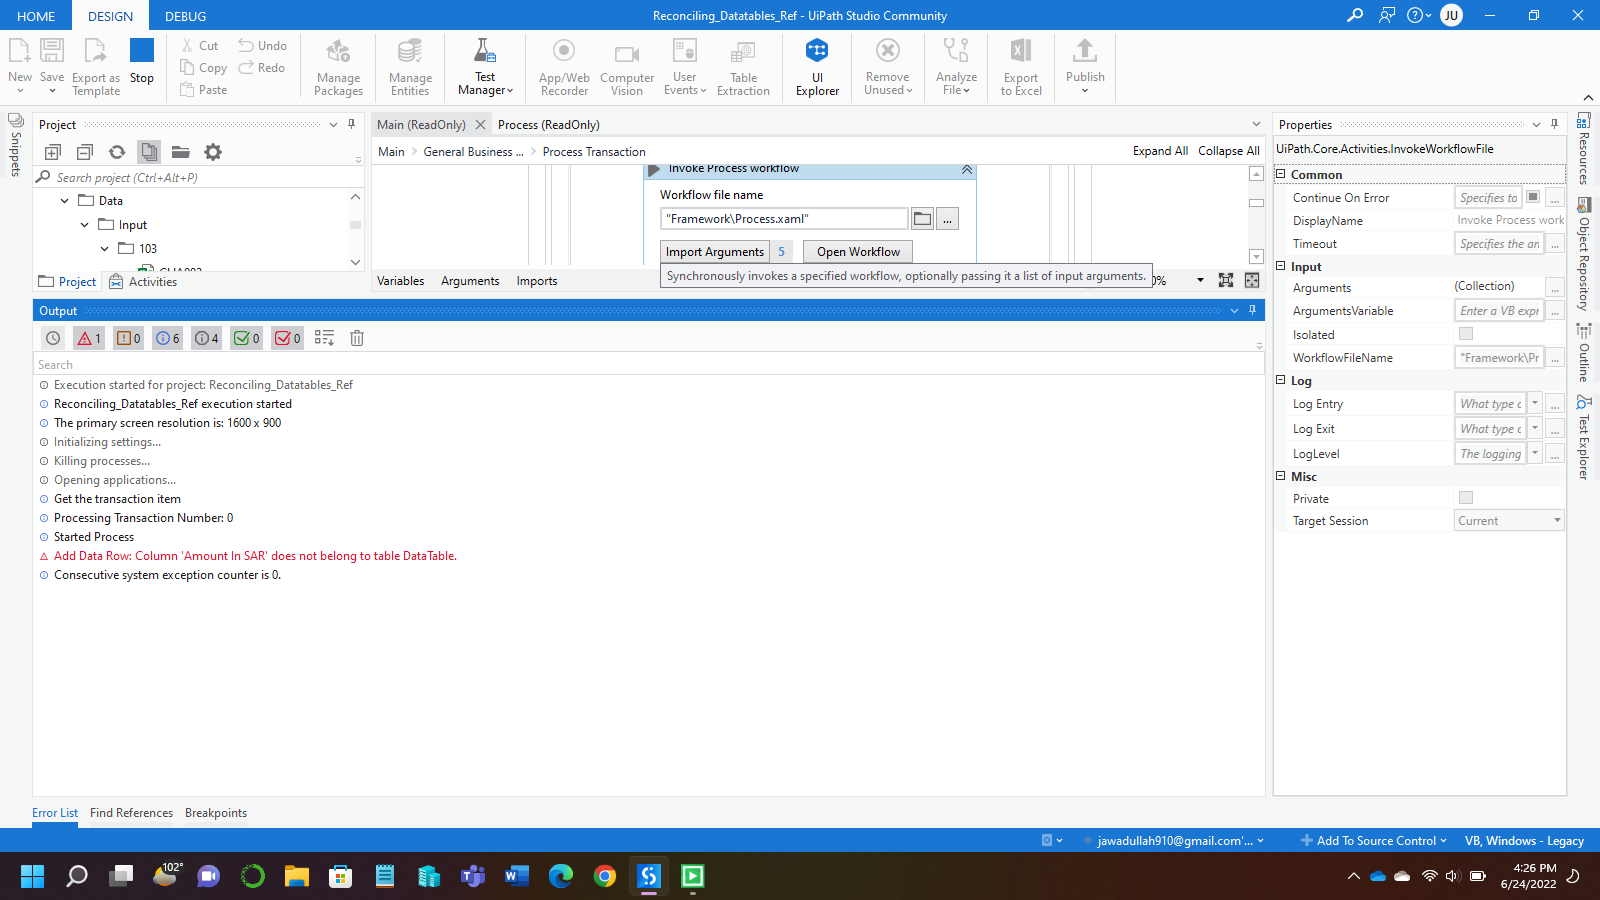 HOME DESIGN DEBUG Reconciling_Datatables_Ref - UiPath Studio Community JU
New Save Export as Template Stop Cut Copy Paste Undo Redo Manage Packages Manage Entities Test Manager App/Web Recorder Computer Vision User Events Table Extraction UI Explorer Remove Unused Analyze File Export to Excel Publish
Snippets
Project
Search project (Ctrl+Alt+P)
Data
Input
103
Project Activities
Main (ReadOnly) Process (ReadOnly)
Main General Business ... Process Transaction Expand All Collapse All
Invoke Process workflow
Workflow file name
"Framework\Process.xaml" ...
Import Arguments 5 Open Workflow
Synchronously invokes a specified workflow, optionally passing it a list of input arguments.
Variables Arguments Imports 0%
Output
1 0 6 4 0 0
Search
Execution started for project: Reconciling_Datatables_Ref
Reconciling_Datatables_Ref execution started
The primary screen resolution is: 1600 x 900
Initializing settings...
Killing processes...
Opening applications...
Get the transaction item
Processing Transaction Number: 0
Started Process
Add Data Row: Column 'Amount In SAR' does not belong to table DataTable.
Consecutive system exception counter is 0.
Properties
UiPath.Core.Activities.InvokeWorkflowFile
Common
Continue On Error Specifies to ...
DisplayName Invoke Process work
Timeout Specifies the an ...
Input
Arguments (Collection) ...
ArgumentsVariable Enter a VB expr ...
Isolated
WorkflowFileName "Framework\Pr ...
Log
Log Entry What type o ...
Log Exit What type o ...
LogLevel The logging ...
Misc
Private
Target Session Current
Resources
Object Repository
Outline
Test Explorer
Error List Find References Breakpoints
jawadullah910@gmail.com'... Add To Source Control VB, Windows - Legacy
102° 4:26 PM
6/24/2022